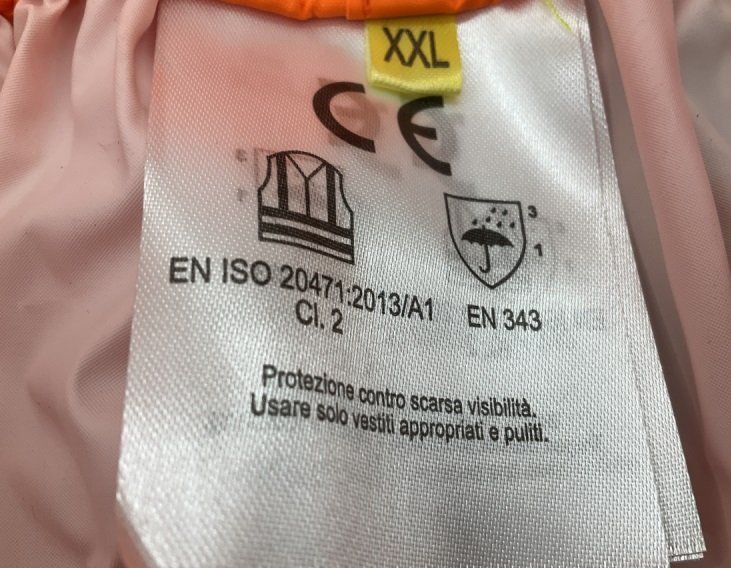 XXL
CE
3
1
EN ISO 20471:2013/A1
Cl. 2
EN 343
Protezione contro scarsa visibilità.
Usare solo vestiti appropriati e puliti.